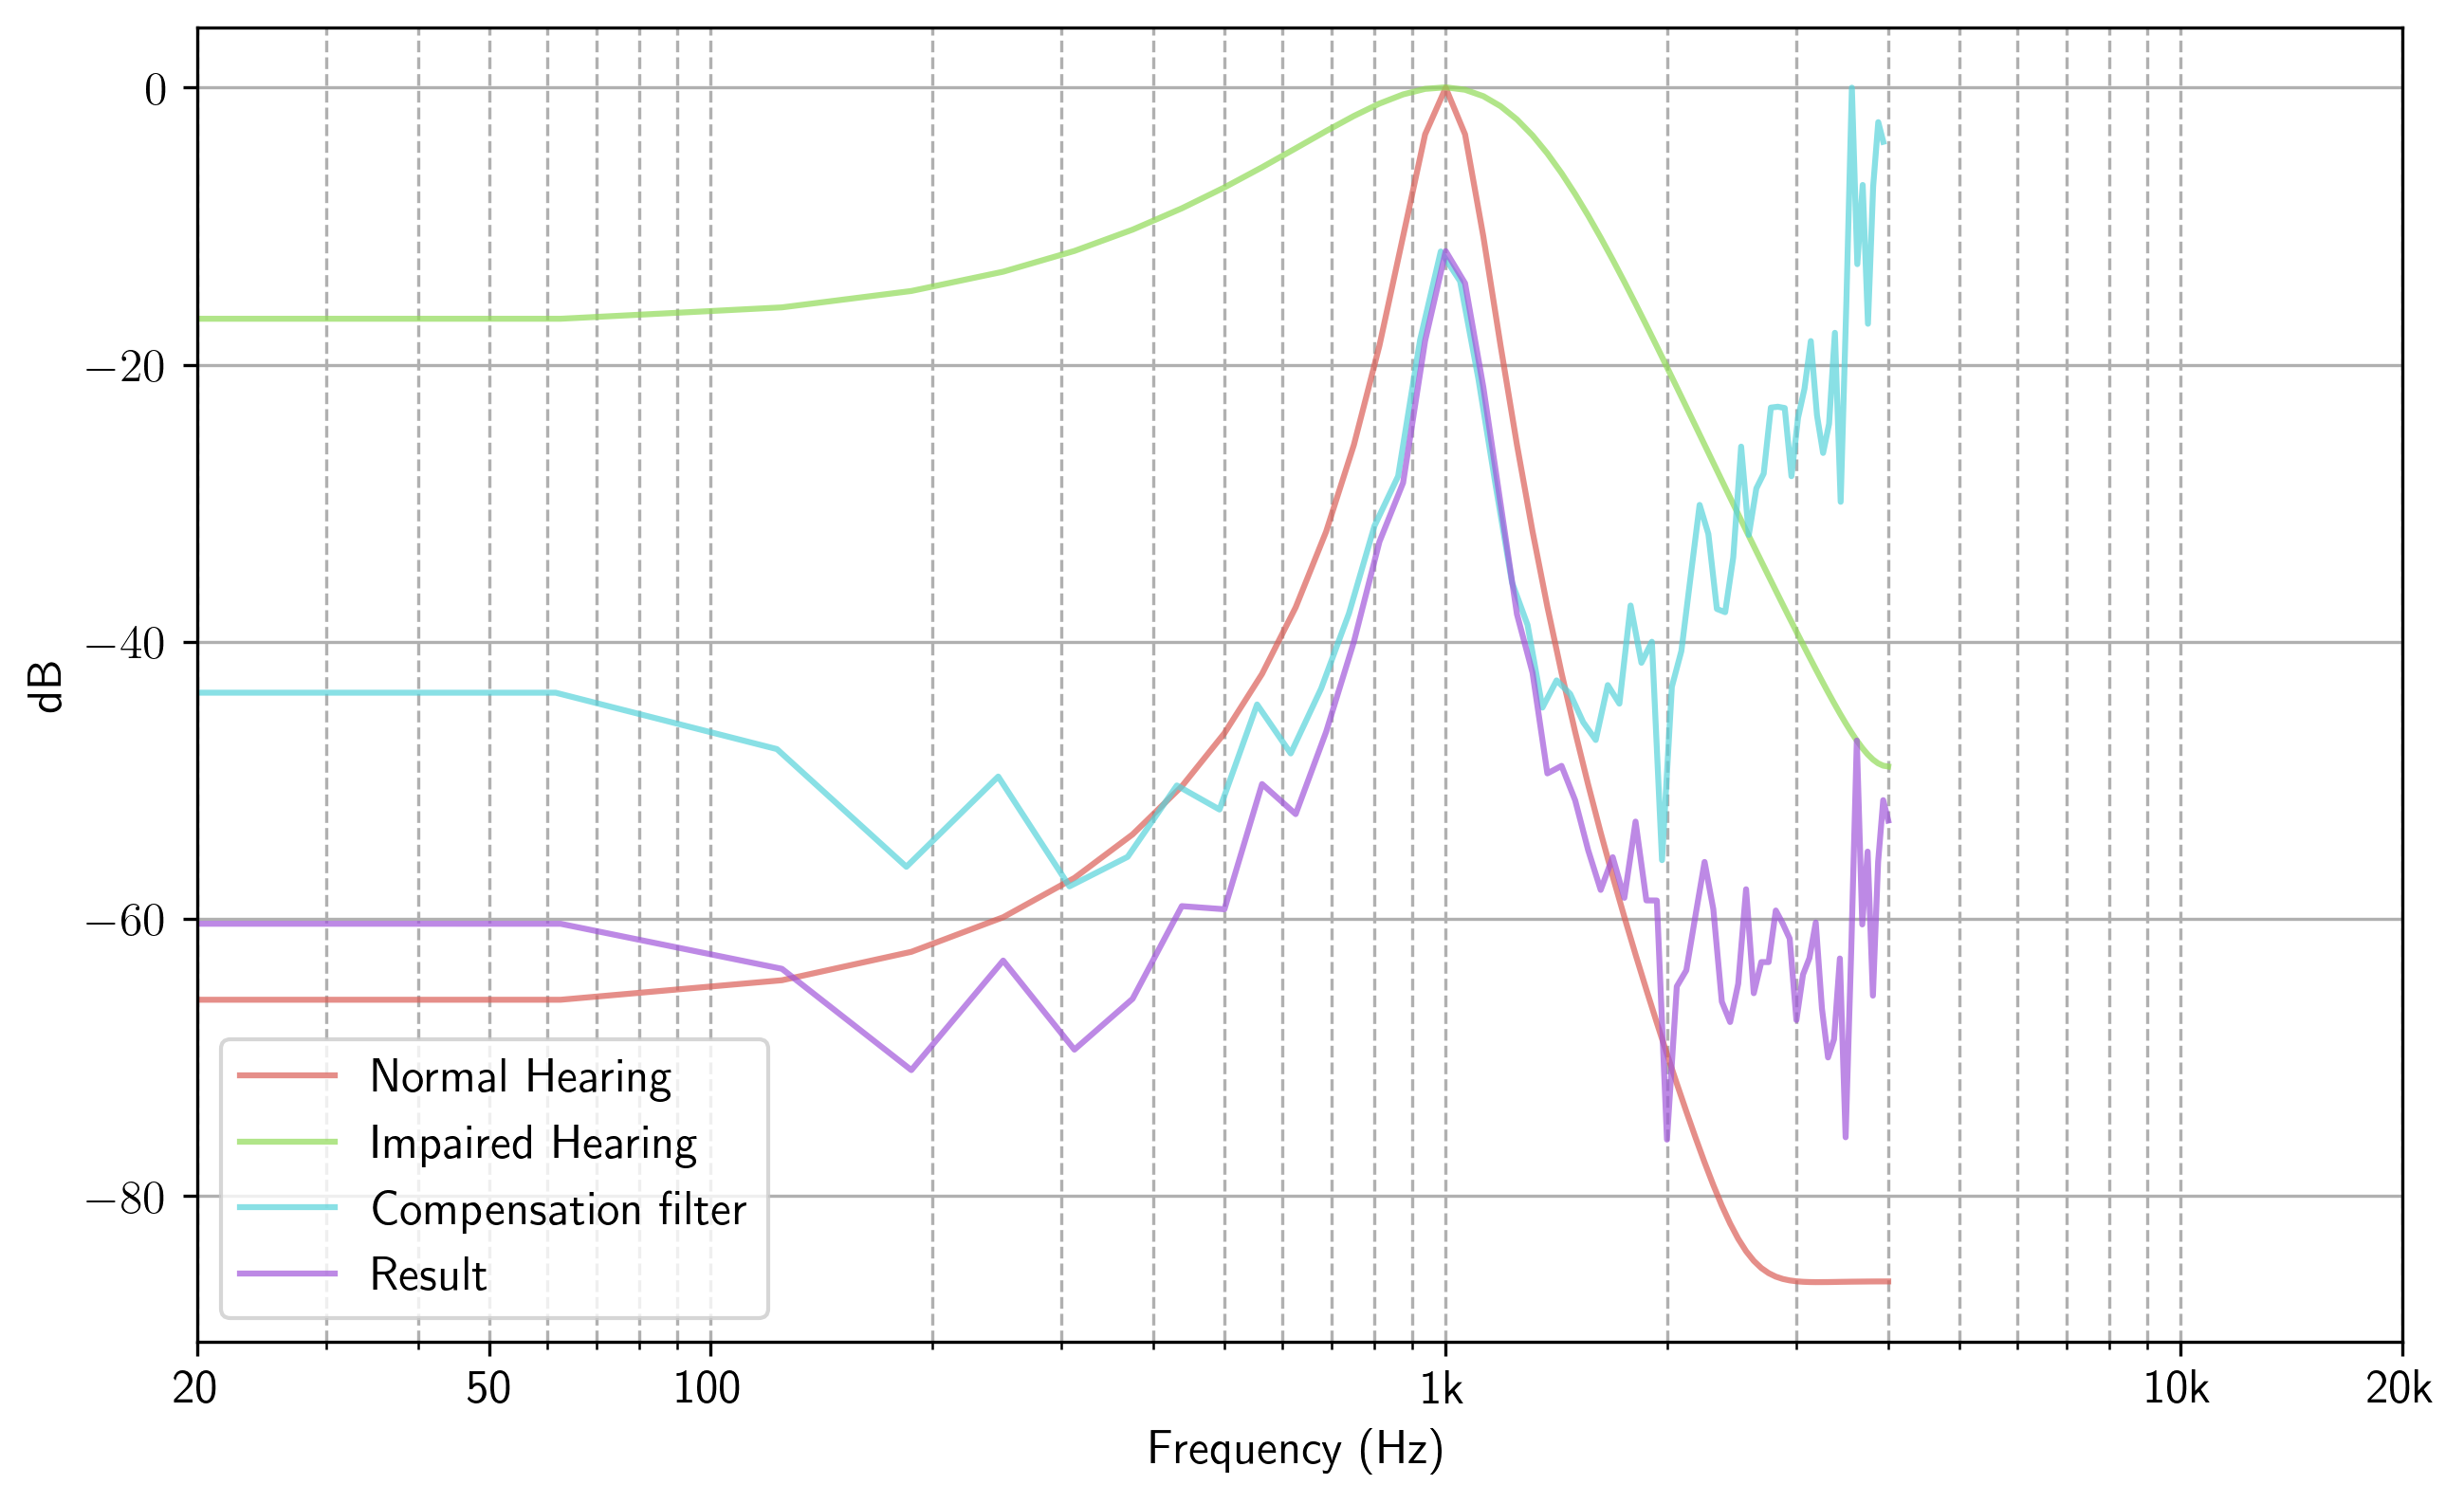 0
−20
−40
−60
−80
dB
Normal Hearing
Impaired Hearing
Compensation filter
Result
20 50 100 1k 10k 20k
Frequency (Hz)